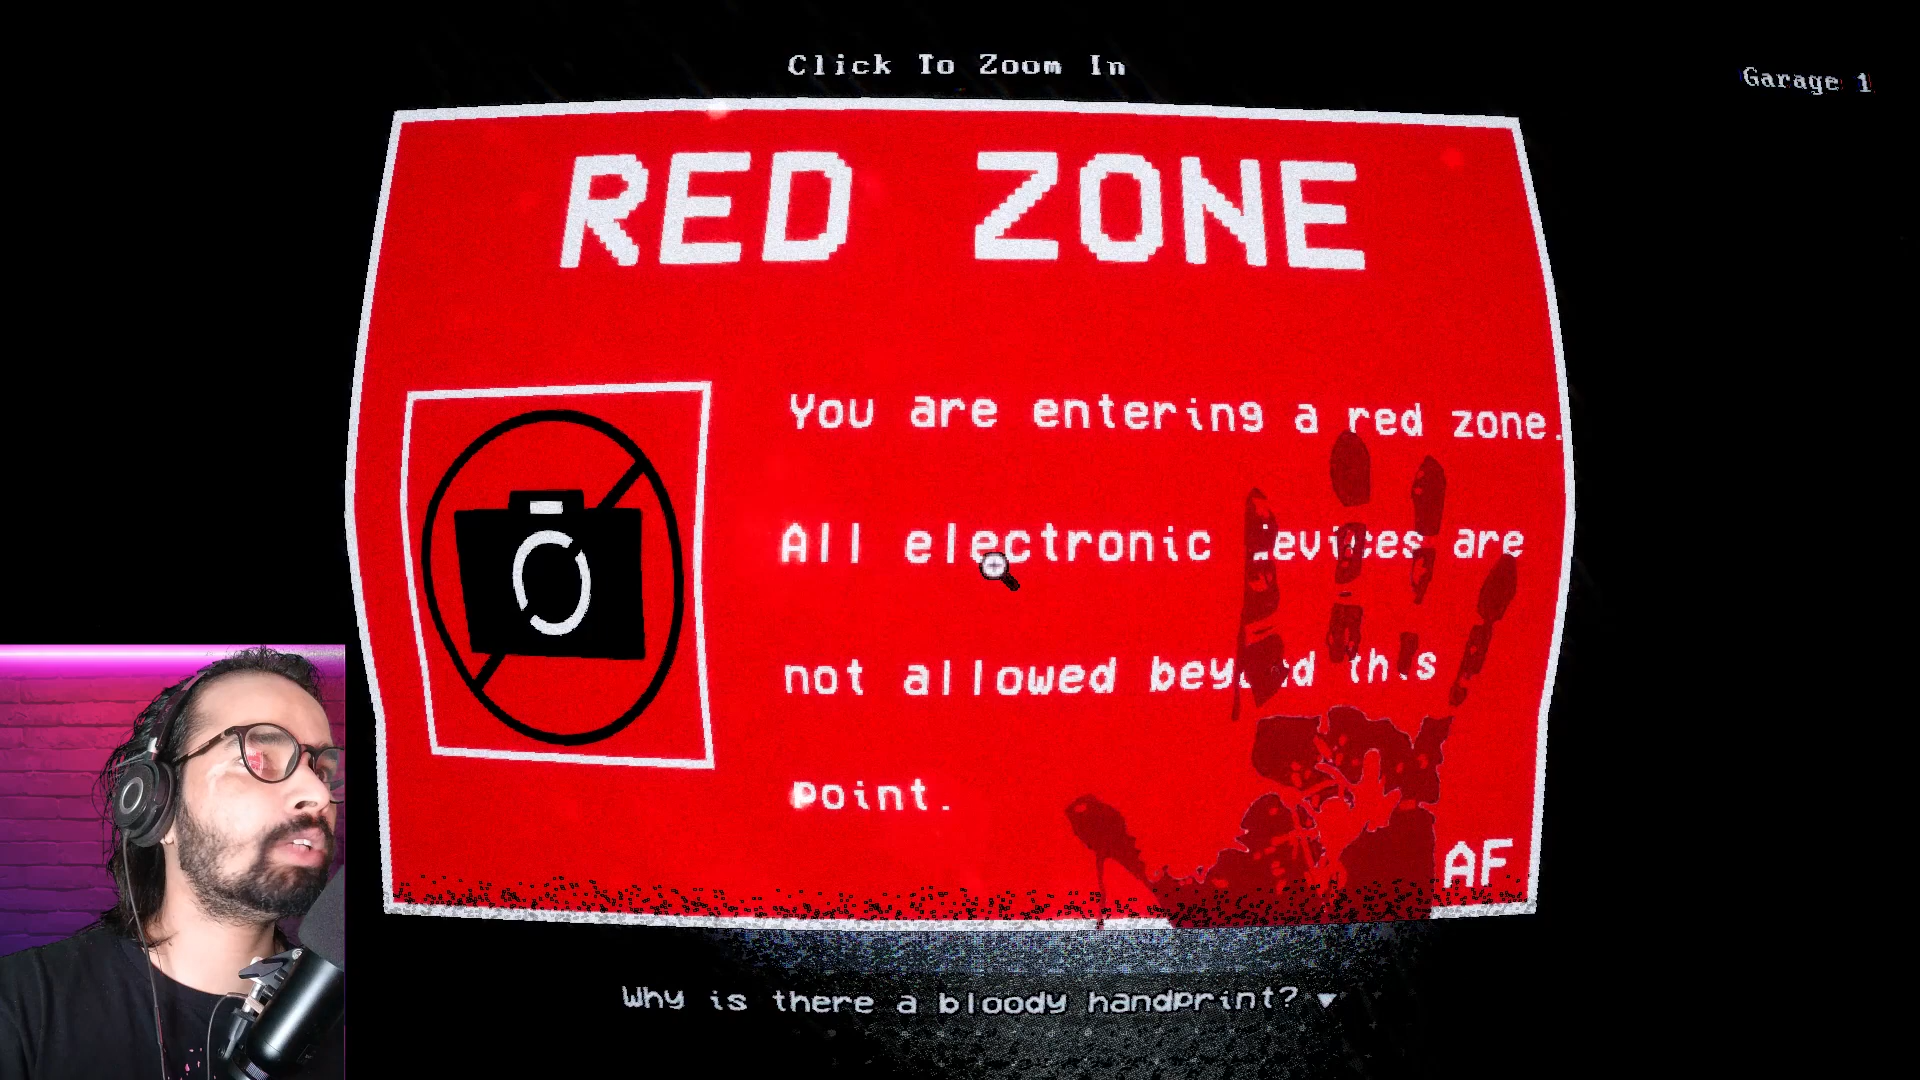 Click To Zoom In
Garage 1
RED ZONE
You are entering a red zone.
All electronic devices are
not allowed beyond this
point.
AF
Why is there a bloody handprint?